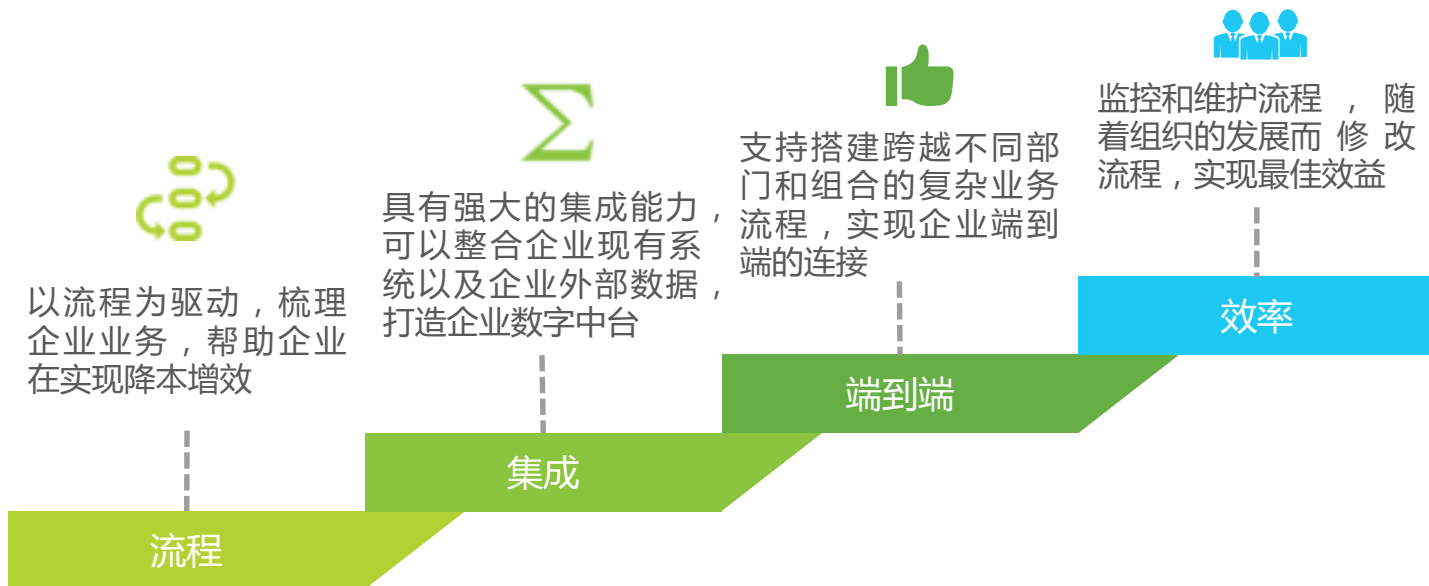 以流程为驱动，梳理
企业业务，帮助企业
在实现降本增效
流程
具有强大的集成能力，
可以整合企业现有系
统以及企业外部数据，
打造企业数字中台
集成
支持搭建跨越不同部
门和组合的复杂业务
流程，实现企业端到
端的连接
端到端
监控和维护流程 ，随
着组织的发展而 修 改
流程，实现最佳效益
效率